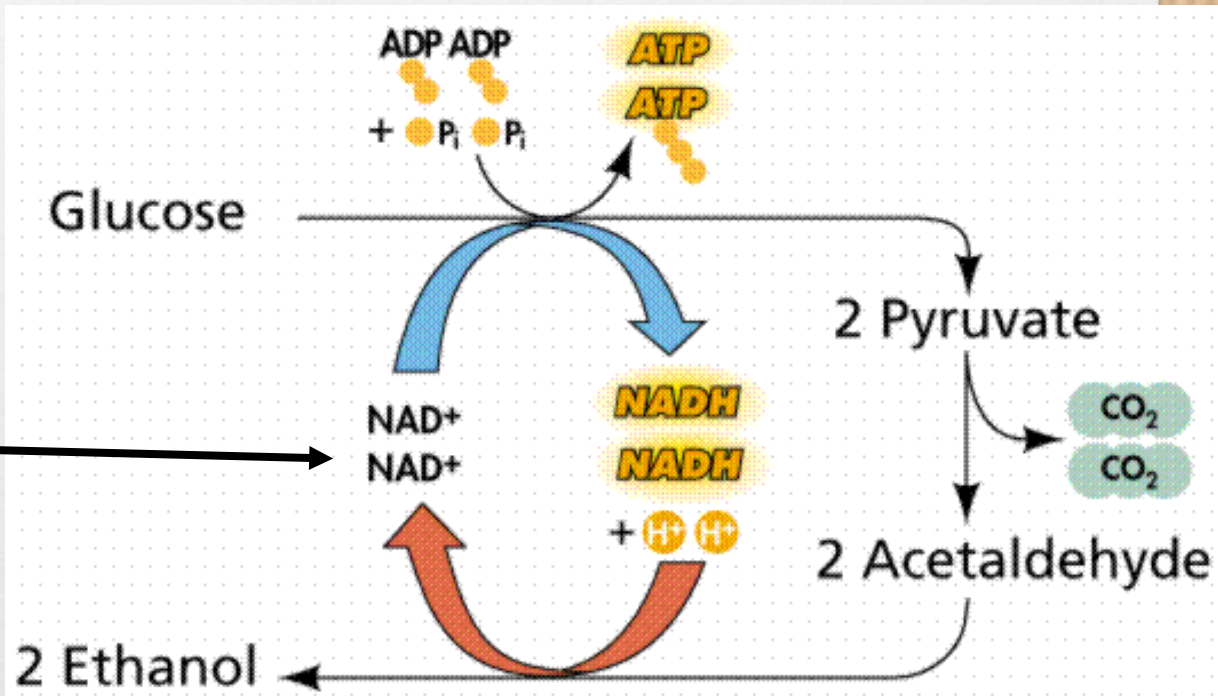 ADP ADP
+ Pi Pi
ATP
ATP
Glucose
2 Pyruvate
NAD+
NAD+
NADH
NADH
+ H+ H+
CO2
CO2
2 Acetaldehyde
2 Ethanol